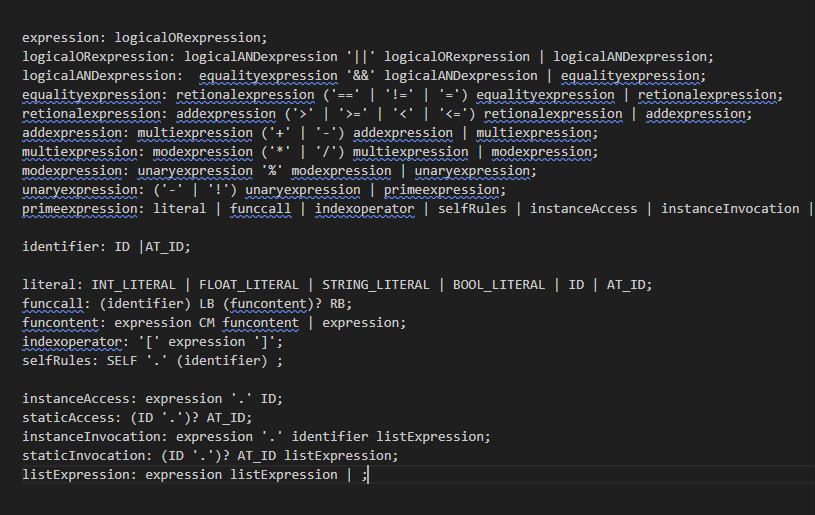 expression: logicalORexpression;
logicalORexpression: logicalANDexpression '||' logicalORexpression | logicalANDexpression;
logicalANDexpression:  equalityexpression '&&' logicalANDexpression | equalityexpression;
equalityexpression: retionalexpression ('==' | '!=' | '=') equalityexpression | retionalexpression;
retionalexpression: addexpression ('>' | '>=' | '<' | '<=') retionalexpression | addexpression;
addexpression: multiexpression ('+' | '-') addexpression | multiexpression;
multiexpression: modexpression ('*' | '/') multiexpression | modexpression;
modexpression: unaryexpression '%' modexpression | unaryexpression;
unaryexpression: ('-' | '!') unaryexpression | primeexpression;
primeexpression: literal | funccall | indexoperator | selfRules | instanceAccess | instanceInvocation |
identifier: ID |AT_ID;
literal: INT_LITERAL | FLOAT_LITERAL | STRING_LITERAL | BOOL_LITERAL | ID | AT_ID;
funccall: (identifier) LB (funcontent)? RB;
funcontent: expression CM funcontent | expression;
indexoperator: '[' expression ']';
selfRules: SELF '.' (identifier) ;
instanceAccess: expression '.' ID;
staticAccess: (ID '.')? AT_ID;
instanceInvocation: expression '.' identifier listExpression;
staticInvocation: (ID '.')? AT_ID listExpression;
listExpression: expression listExpression | ;